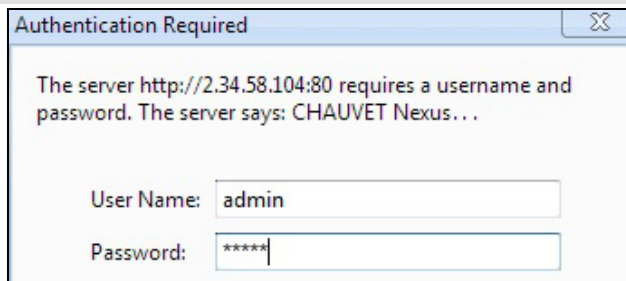 Authentication Required
The server http://2.34.58.104:80 requires a username and
password. The server says: CHAUVET Nexus...
User Name: admin
Password: *****